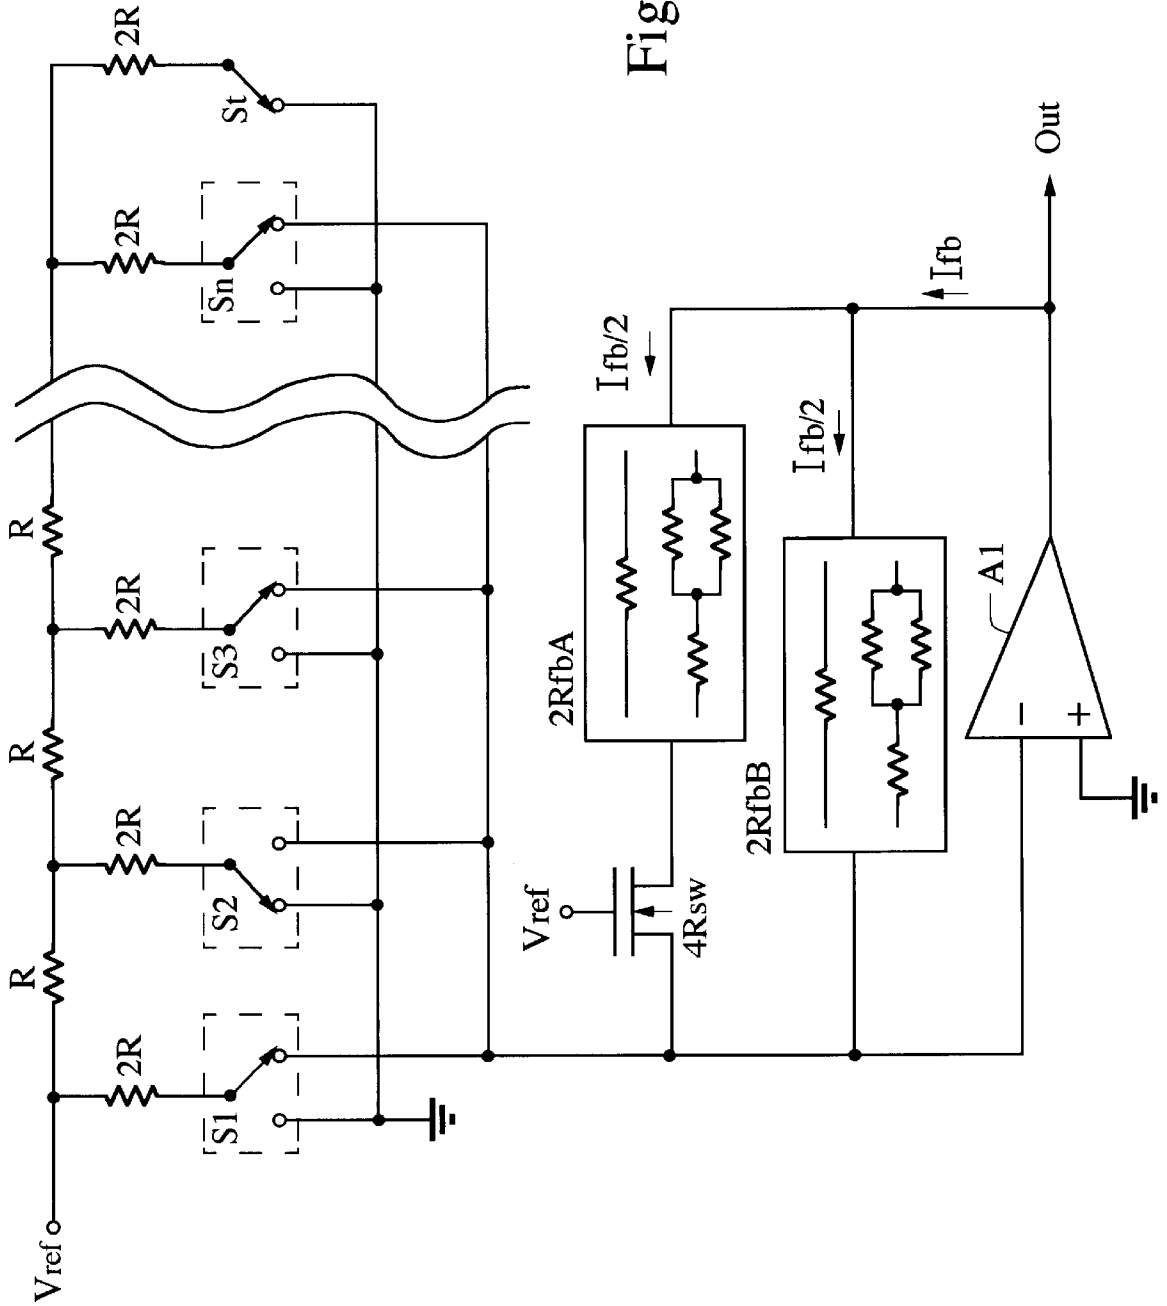 Vref
R
R
R
2R
2R
2R
2R
2R
S1
S2
S3
Sn
St
Vref
4Rsw
2RfbA
Ifb/2
2RfbB
Ifb/2
Ifb
A1
−
+
Out
Fig